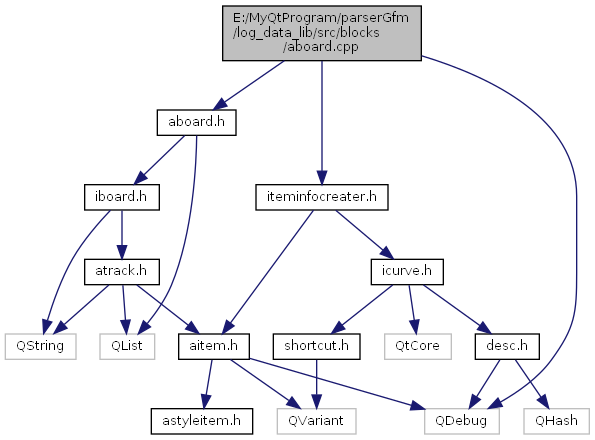 E:/MyQtProgram/parserGfm
/log_data_lib/src/blocks
/aboard.cpp
aboard.h
iboard.h
iteminfocreater.h
atrack.h
icurve.h
QString
QList
aitem.h
shortcut.h
QtCore
desc.h
astyleitem.h
QVariant
QDebug
QHash